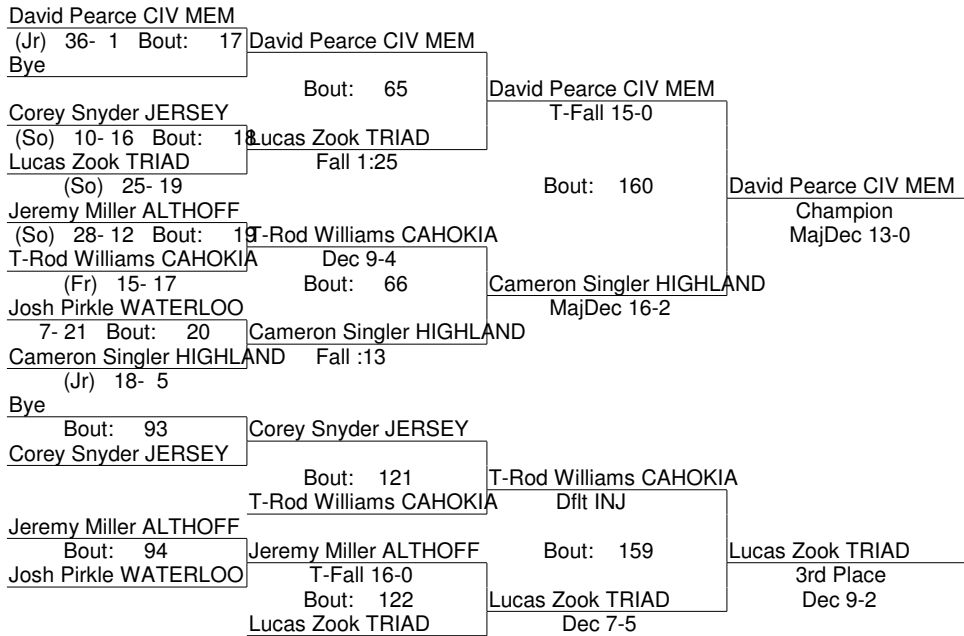 David Pearce CIV MEM
(Jr) 36- 1 Bout: 17 David Pearce CIV MEM
Bye
Bout: 65 David Pearce CIV MEM
Corey Snyder JERSEY T-Fall 15-0
(So) 10- 16 Bout: 18 Lucas Zook TRIAD
Lucas Zook TRIAD Fall 1:25
(So) 25- 19 Bout: 160 David Pearce CIV MEM
Jeremy Miller ALTHOFF Champion
(So) 28- 12 Bout: 19 T-Rod Williams CAHOKIA MajDec 13-0
T-Rod Williams CAHOKIA Dec 9-4
(Fr) 15- 17 Bout: 66 Cameron Singler HIGHLAND
Josh Pirkle WATERLOO MajDec 16-2
7- 21 Bout: 20 Cameron Singler HIGHLAND
Cameron Singler HIGHLAND Fall :13
(Jr) 18- 5
Bye
Bout: 93 Corey Snyder JERSEY
Corey Snyder JERSEY
Bout: 121 T-Rod Williams CAHOKIA
T-Rod Williams CAHOKIA Dflt INJ
Jeremy Miller ALTHOFF
Bout: 94 Jeremy Miller ALTHOFF Bout: 159 Lucas Zook TRIAD
Josh Pirkle WATERLOO T-Fall 16-0 3rd Place
Bout: 122 Lucas Zook TRIAD Dec 9-2
Lucas Zook TRIAD Dec 7-5